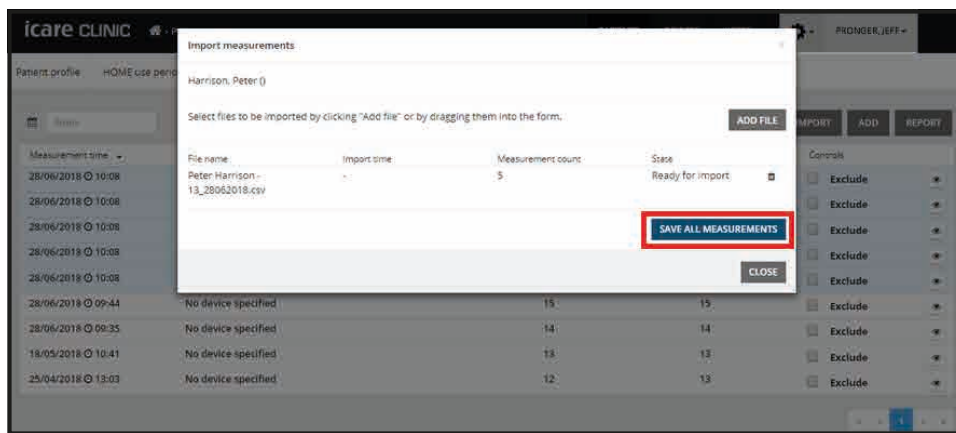 icare CLINIC
PRONGER, JEFF
Import measurements
Patient profile HOME use
Harrison, Peter ()
Select files to be imported by clicking "Add file" or by dragging them into the form.
ADD FILE
ADD REPORT
Measurement time
Controls
File name Import time Measurement count State
Peter Harrison - - 5 Ready for import
13_28062018.csv
SAVE ALL MEASUREMENTS
CLOSE
28/06/2018 10:08 Exclude
28/06/2018 10:08 Exclude
28/06/2018 10:08 Exclude
28/06/2018 10:08 Exclude
28/06/2018 10:08 Exclude
28/06/2018 09:44 No device specified 15 15 Exclude
28/06/2018 09:35 No device specified 14 14 Exclude
18/05/2018 10:41 No device specified 13 13 Exclude
25/04/2018 13:03 No device specified 12 13 Exclude
1